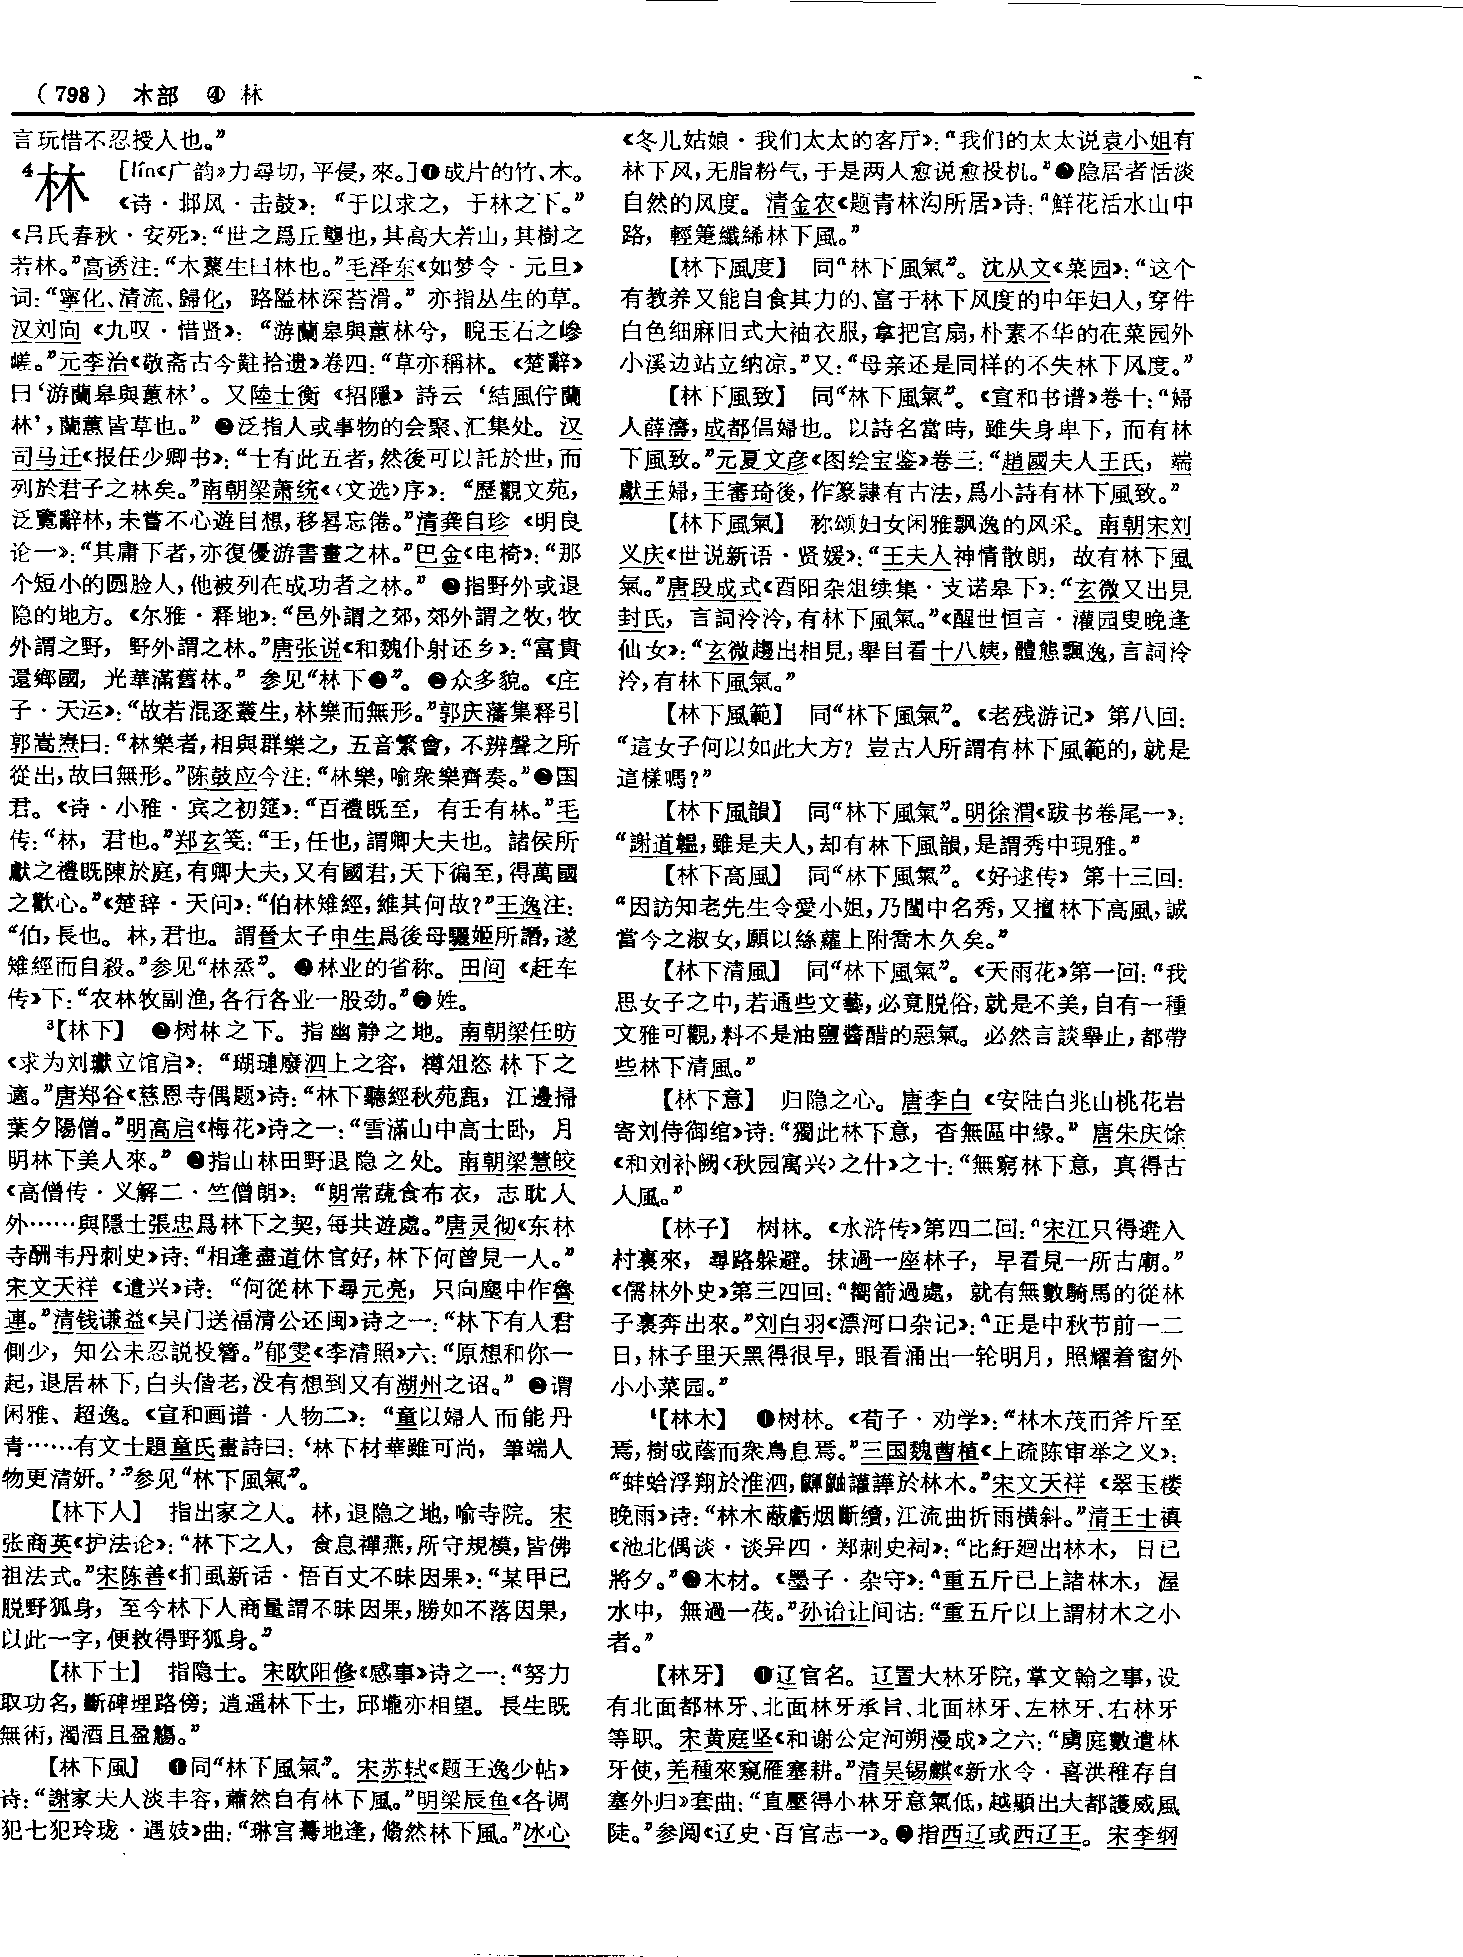 （798） 木部 ④ 林
言玩惜不忍授人也。”
4林 [lín《广韵》力尋切，平侵，來。]❶成片的竹、木。
《诗·邶风·击鼓》：“于以求之，于林之下。”
《吕氏春秋·安死》：“世之爲丘壟也，其高大若山，其樹之
若林。”高诱注：“木叢生曰林也。”毛泽东《如梦令·元旦》
词：“寧化、清流、歸化，路隘林深苔滑。”亦指丛生的草。
汉刘向《九叹·惜贤》：“游蘭皋與蕙林兮，睨玉石之嵾
嵯。”元李治《敬斋古今黈拾遗》卷四：“草亦稱林。《楚辭》
曰‘游蘭皋與蕙林’。又陸士衡《招隱》詩云‘結風佇蘭
林’，蘭蕙皆草也。”❷泛指人或事物的会聚、汇集处。汉
司马迁《报任少卿书》：“士有此五者，然後可以託於世，而
列於君子之林矣。”南朝梁萧统《〈文选〉序》：“歷觀文苑，
泛覽辭林，未嘗不心遊目想，移晷忘倦。”清龚自珍《明良
论一》：“其庸下者，亦復優游書畫之林。”巴金《电椅》：“那
个短小的圆脸人，他被列在成功者之林。”❸指野外或退
隐的地方。《尔雅·释地》：“邑外謂之郊，郊外謂之牧，牧
外謂之野，野外謂之林。”唐张说《和魏仆射还乡》：“富貴
還鄉國，光華滿舊林。”参见“林下❷”。❹众多貌。《庄
子·天运》：“故若混逐叢生，林樂而無形。”郭庆藩集释引
郭嵩焘曰：“林樂者，相與群樂之，五音繁會，不辨聲之所
從出，故曰無形。”陈鼓应今注：“林樂，喻衆樂齊奏。”❺国
君。《诗·小雅·宾之初筵》：“百禮既至，有壬有林。”毛
传：“林，君也。”郑玄笺：“壬，任也，謂卿大夫也。諸侯所
獻之禮既陳於庭，有卿大夫，又有國君，天下徧至，得萬國
之歡心。”《楚辞·天问》：“伯林雉經，維其何故？”王逸注：
“伯，長也。林，君也。謂晉太子申生爲後母驪姬所譖，遂
雉經而自殺。”参见“林烝”。❻林业的省称。田间《赶车
传》下：“农林牧副渔，各行各业一股劲。”❼姓。
3【林下】 ❶树林之下。指幽静之地。南朝梁任昉
《求为刘瓛立馆启》：“瑚璉廢泗上之容，樽俎恣林下之
適。”唐郑谷《慈恩寺偶题》诗：“林下聽經秋苑鹿，江邊掃
葉夕陽僧。”明高启《梅花》诗之一：“雪滿山中高士卧，月
明林下美人來。”❷指山林田野退隐之处。南朝梁慧皎
《高僧传·义解二·竺僧朗》：“朗常蔬食布衣，志耽人
外……與隱士張忠爲林下之契，每共遊處。”唐灵彻《东林
寺酬韦丹刺史》诗：“相逢盡道休官好，林下何曾見一人。”
宋文天祥《遣兴》诗：“何從林下尋元亮，只向塵中作魯
連。”清钱谦益《吴门送福清公还闽》诗之一：“林下有人君
側少，知公未忍説投簪。”郁雯《李清照》六：“原想和你一
起，退居林下，白头偕老，没有想到又有湖州之诏。”❸谓
闲雅、超逸。《宣和画谱·人物二》：“童以婦人而能丹
青……有文士題童氏畫詩曰：‘林下材華雖可尚，筆端人
物更清妍。’”参见“林下風氣”。
【林下人】 指出家之人。林，退隐之地，喻寺院。宋
张商英《护法论》：“林下之人，食息禪燕，所守規模，皆佛
祖法式。”宋陈善《扪虱新话·悟百丈不昧因果》：“某甲已
脱野狐身，至今林下人商量謂不昧因果，勝如不落因果，
以此一字，便救得野狐身。”
【林下士】 指隐士。宋欧阳修《感事》诗之一：“努力
取功名，斷碑埋路傍；逍遥林下士，邱壠亦相望。長生既
無術，濁酒且盈觴。”
【林下風】 ❶同“林下風氣”。宋苏轼《题王逸少帖》
诗：“謝家夫人淡丰容，蕭然自有林下風。”明梁辰鱼《各调
犯七犯玲珑·遇妓》曲：“琳宫驀地逢，翛然林下風。”冰心
《冬儿姑娘·我们太太的客厅》：“我们的太太说袁小姐有
林下风，无脂粉气，于是两人愈说愈投机。”❷隐居者恬淡
自然的风度。清金农《题青林沟所居》诗：“鮮花活水山中
路，輕箑纖絺林下風。”
【林下風度】 同“林下風氣”。沈从文《菜园》：“这个
有教养又能自食其力的、富于林下风度的中年妇人，穿件
白色细麻旧式大袖衣服，拿把宫扇，朴素不华的在菜园外
小溪边站立纳凉。”又：“母亲还是同样的不失林下风度。”
【林下風致】 同“林下風氣”。《宣和书谱》卷十：“婦
人薛濤，成都倡婦也。以詩名當時，雖失身卑下，而有林
下風致。”元夏文彦《图绘宝鉴》卷三：“趙國夫人王氏，端
獻王婦，王審琦後，作篆隸有古法，爲小詩有林下風致。”
【林下風氣】 称颂妇女闲雅飘逸的风采。南朝宋刘
义庆《世说新语·贤媛》：“王夫人神情散朗，故有林下風
氣。”唐段成式《酉阳杂俎续集·支诺皋下》：“玄微又出見
封氏，言詞泠泠，有林下風氣。”《醒世恒言·灌园叟晚逢
仙女》：“玄微趨出相見，舉目看十八姨，體態飄逸，言詞泠
泠，有林下風氣。”
【林下風範】 同“林下風氣”。《老残游记》第八回：
“這女子何以如此大方？豈古人所謂有林下風範的，就是
這樣嗎？”
【林下風韻】 同“林下風氣”。明徐渭《跋书卷尾一》：
“謝道韞，雖是夫人，却有林下風韻，是謂秀中現雅。”
【林下高風】 同“林下風氣”。《好逑传》第十三回：
“因訪知老先生令愛小姐，乃閨中名秀，又擅林下高風，誠
當今之淑女，願以絲蘿上附喬木久矣。”
【林下清風】 同“林下風氣”。《天雨花》第一回：“我
思女子之中，若通些文藝，必竟脱俗，就是不美，自有一種
文雅可觀，料不是油鹽醬醋的惡氣。必然言談舉止，都帶
些林下清風。”
【林下意】 归隐之心。唐李白《安陆白兆山桃花岩
寄刘侍御绾》诗：“獨此林下意，杳無區中緣。”唐朱庆馀
《和刘补阙〈秋园寓兴〉之什》之十：“無窮林下意，真得古
人風。”
【林子】 树林。《水浒传》第四二回：“宋江只得進入
村裏來，尋路躲避。抹過一座林子，早看見一所古廟。”
《儒林外史》第三四回：“響箭過處，就有無數騎馬的從林
子裏奔出來。”刘白羽《漂河口杂记》：“正是中秋节前一二
日，林子里天黑得很早，眼看涌出一轮明月，照耀着窗外
小小菜园。”
4【林木】 ❶树林。《荀子·劝学》：“林木茂而斧斤至
焉，樹成蔭而衆鳥息焉。”三国魏曹植《上疏陈审举之义》：
“蚌蛤浮翔於淮泗，鼲鼬讙譁於林木。”宋文天祥《翠玉楼
晚雨》诗：“林木蔽虧烟斷續，江流曲折雨横斜。”清王士禛
《池北偶谈·谈异四·郑刺史祠》：“比紆迴出林木，日已
將夕。”❷木材。《墨子·杂守》：“重五斤已上諸林木，渥
水中，無過一茷。”孙诒让间诂：“重五斤以上謂材木之小
者。”
【林牙】 ❶辽官名。辽置大林牙院，掌文翰之事，设
有北面都林牙、北面林牙承旨、北面林牙、左林牙、右林牙
等职。宋黄庭坚《和谢公定河朔漫成》之六：“虜庭數遣林
牙使，羌種來窺雁塞耕。”清吴锡麒《新水令·喜洪稚存自
塞外归》套曲：“直壓得小林牙意氣低，越顯出大都護威風
陡。”参阅《辽史·百官志一》。❷指西辽或西辽王。宋李纲